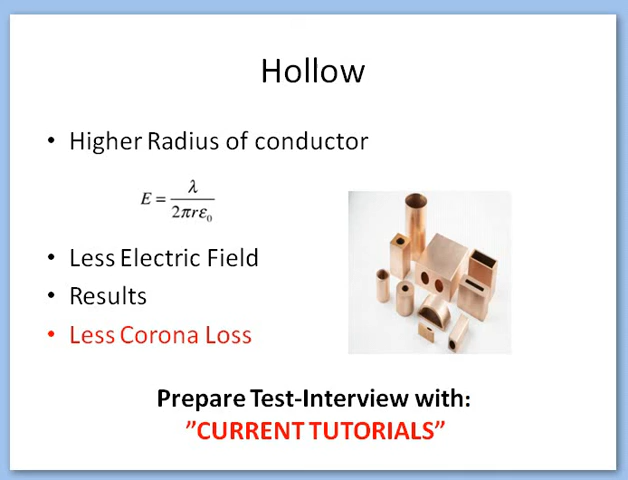 Hollow
• Higher Radius of conductor
E = λ / 2πrε₀
• Less Electric Field
• Results
• Less Corona Loss
Prepare Test-Interview with:
”CURRENT TUTORIALS”